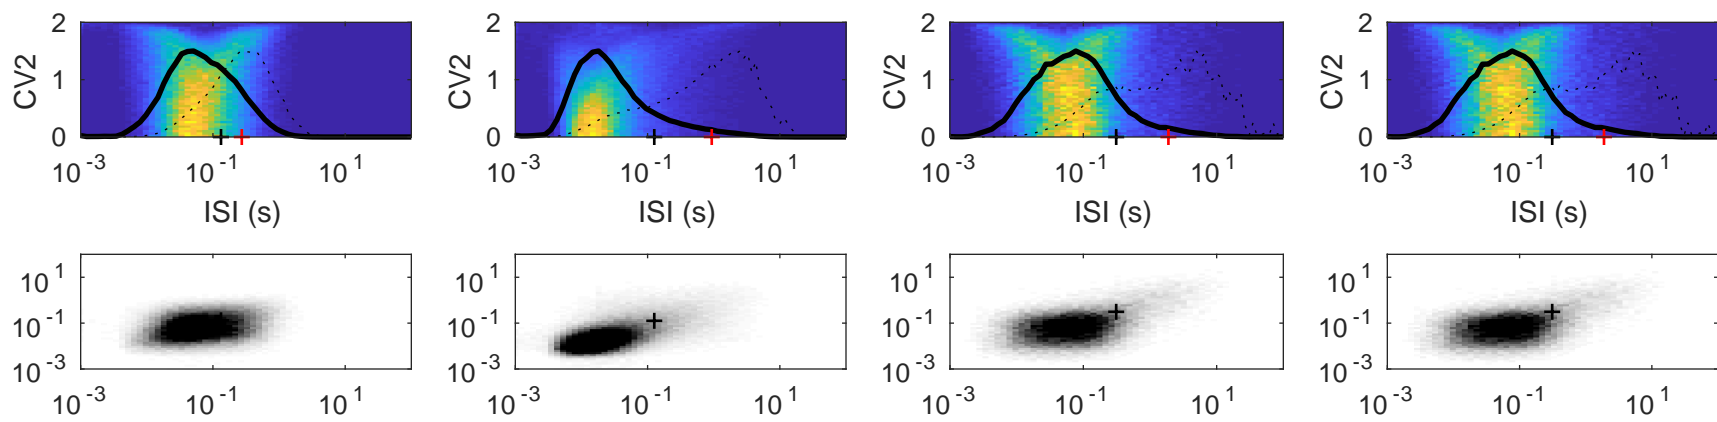 2 2 2 2
CV2 CV2 CV2 CV2
1 1 1 1
0 0 0 0
10^-3 10^-1 10^1 10^-3 10^-1 10^1 10^-3 10^-1 10^1 10^-3 10^-1 10^1
ISI (s) ISI (s) ISI (s) ISI (s)
10^1 10^1 10^1 10^1
10^-1 10^-1 10^-1 10^-1
10^-3 10^-3 10^-3 10^-3
10^-3 10^-1 10^1 10^-3 10^-1 10^1 10^-3 10^-1 10^1 10^-3 10^-1 10^1